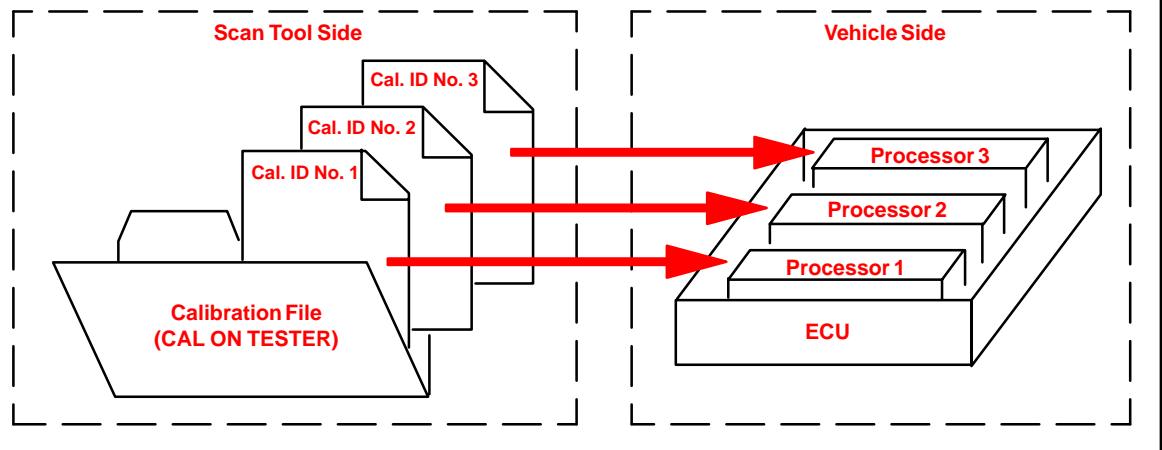 Scan Tool Side
Cal. ID No. 3
Cal. ID No. 2
Cal. ID No. 1
Calibration File
(CAL ON TESTER)
Vehicle Side
Processor 3
Processor 2
Processor 1
ECU